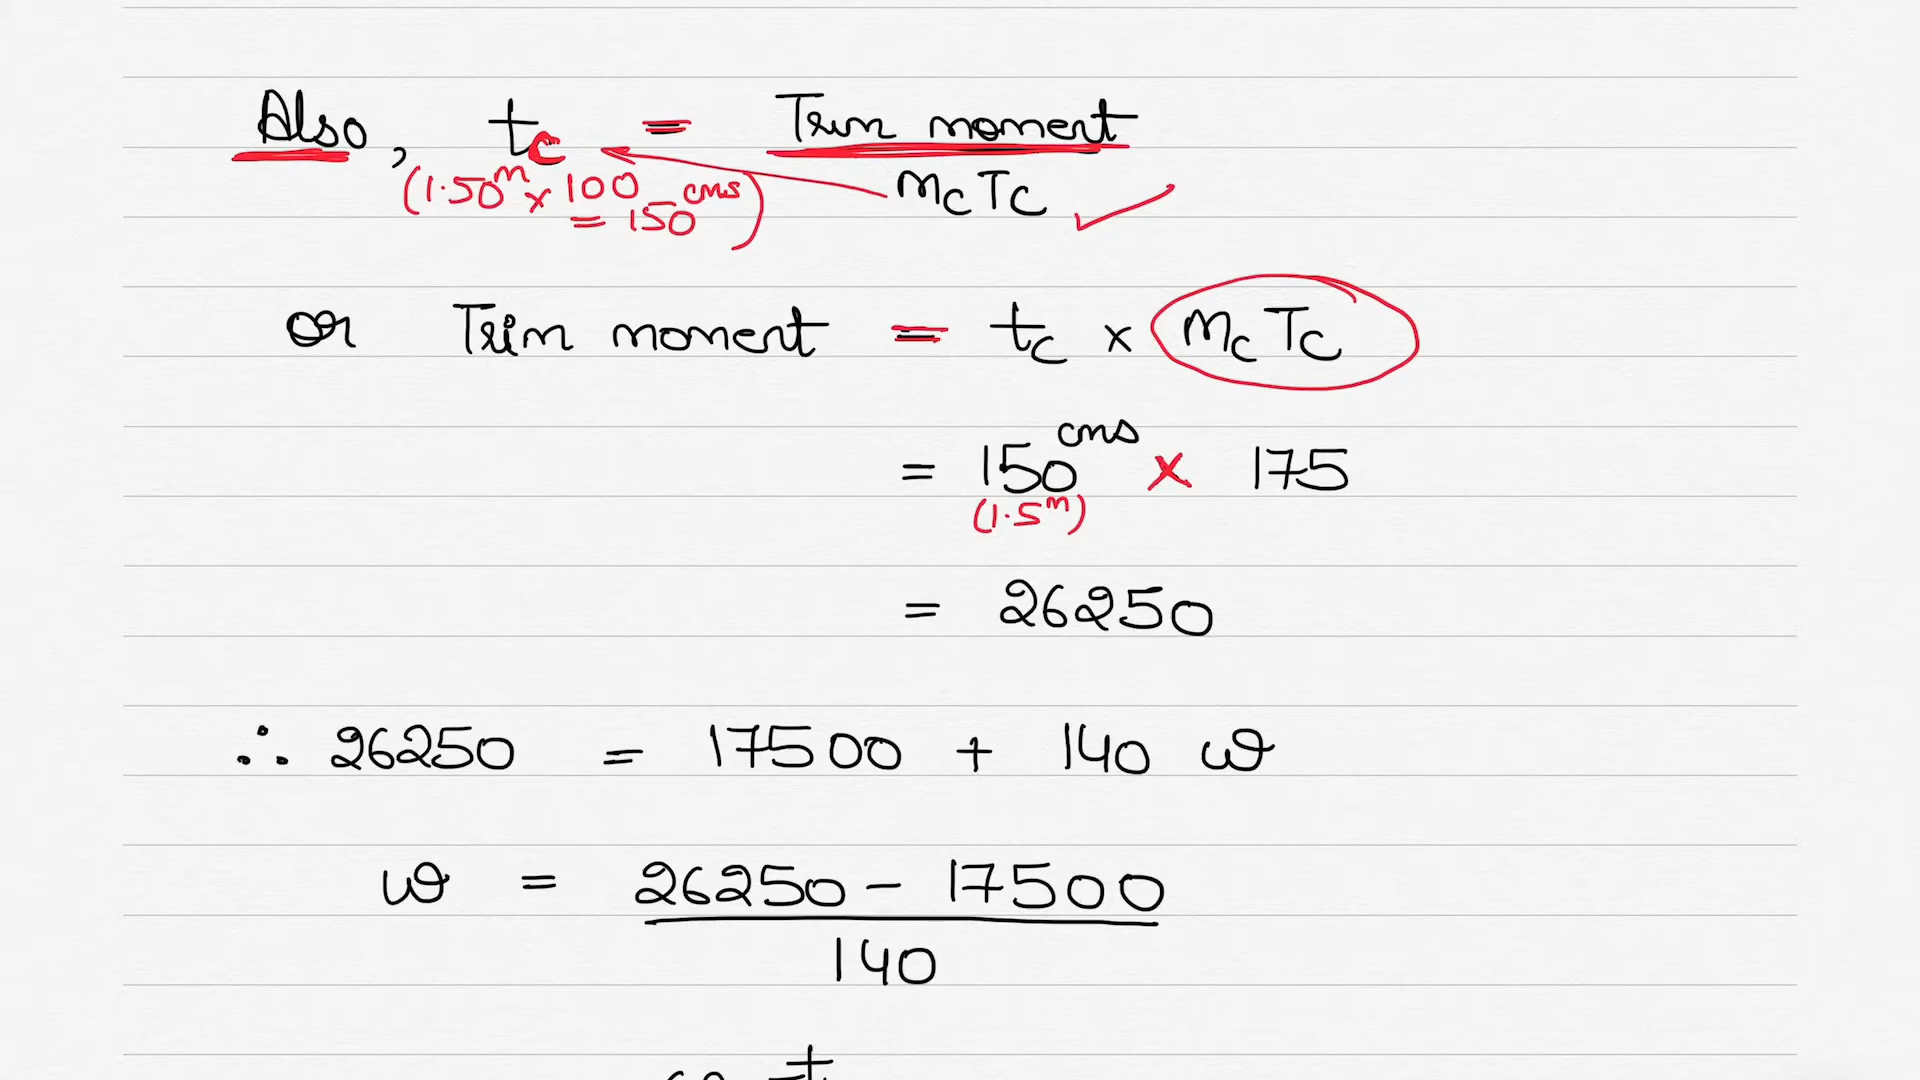 Also, tc = Trim moment
(1.50m x 100 cms MCTC
= 150)
or Trim moment = tc x MCTC
= 150 cms x 175
(1.5m)
= 26250
∴ 26250 = 17500 + 140 w
w = 26250 - 17500
140